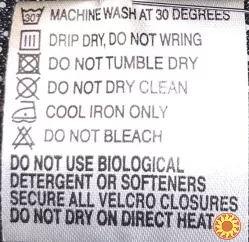 30° MACHINE WASH AT 30 DEGREES
DRIP DRY, DO NOT WRING
DO NOT TUMBLE DRY
DO NOT DRY CLEAN
COOL IRON ONLY
DO NOT BLEACH
DO NOT USE BIOLOGICAL
DETERGENT OR SOFTENERS
SECURE ALL VELCRO CLOSURES
DO NOT DRY ON DIRECT HEAT